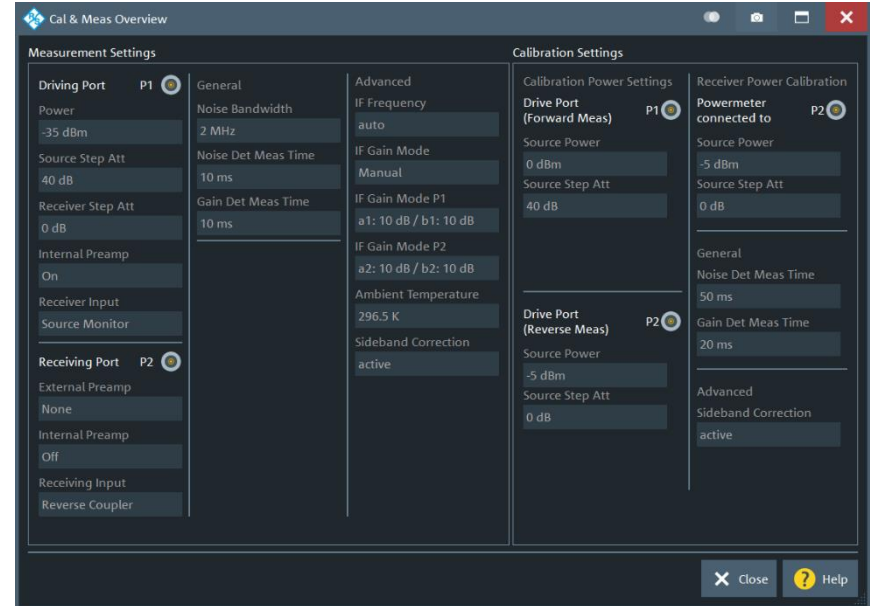 Cal & Meas Overview
Measurement Settings
Driving Port P1
Power
-35 dBm
Source Step Att
40 dB
Receiver Step Att
0 dB
Internal Preamp
On
Receiver Input
Source Monitor
Receiving Port P2
External Preamp
None
Internal Preamp
Off
Receiving Input
Reverse Coupler
General
Noise Bandwidth
2 MHz
Noise Det Meas Time
10 ms
Gain Det Meas Time
10 ms
Advanced
IF Frequency
auto
IF Gain Mode
Manual
IF Gain Mode P1
a1: 10 dB / b1: 10 dB
IF Gain Mode P2
a2: 10 dB / b2: 10 dB
Ambient Temperature
296.5 K
Sideband Correction
active
Calibration Settings
Calibration Power Settings
Drive Port
(Forward Meas) P1
Source Power
0 dBm
Source Step Att
40 dB
Drive Port
(Reverse Meas) P2
Source Power
-5 dBm
Source Step Att
0 dB
Receiver Power Calibration
Powermeter
connected to P2
Source Power
-5 dBm
Source Step Att
0 dB
General
Noise Det Meas Time
50 ms
Gain Det Meas Time
20 ms
Advanced
Sideband Correction
active
Close
? Help